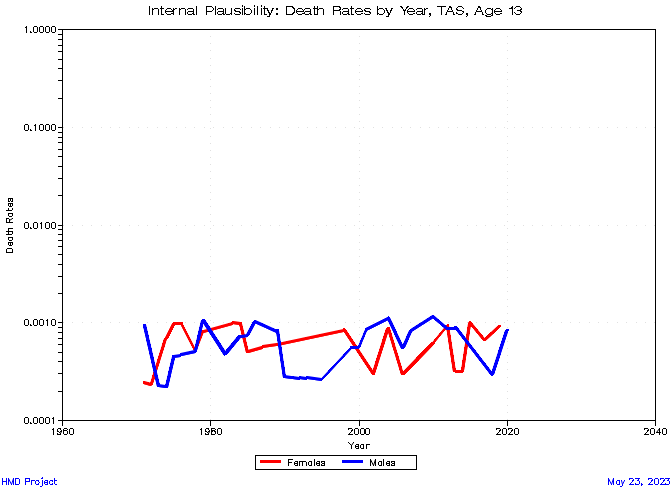 Internal Plausibility: Death Rates by Year, TAS, Age 13
1.0000
0.1000
0.0100
0.0010
0.0001
Death Rates
1960 1980 2000 2020 2040
Year
Females Males
HMD Project May 23, 2023